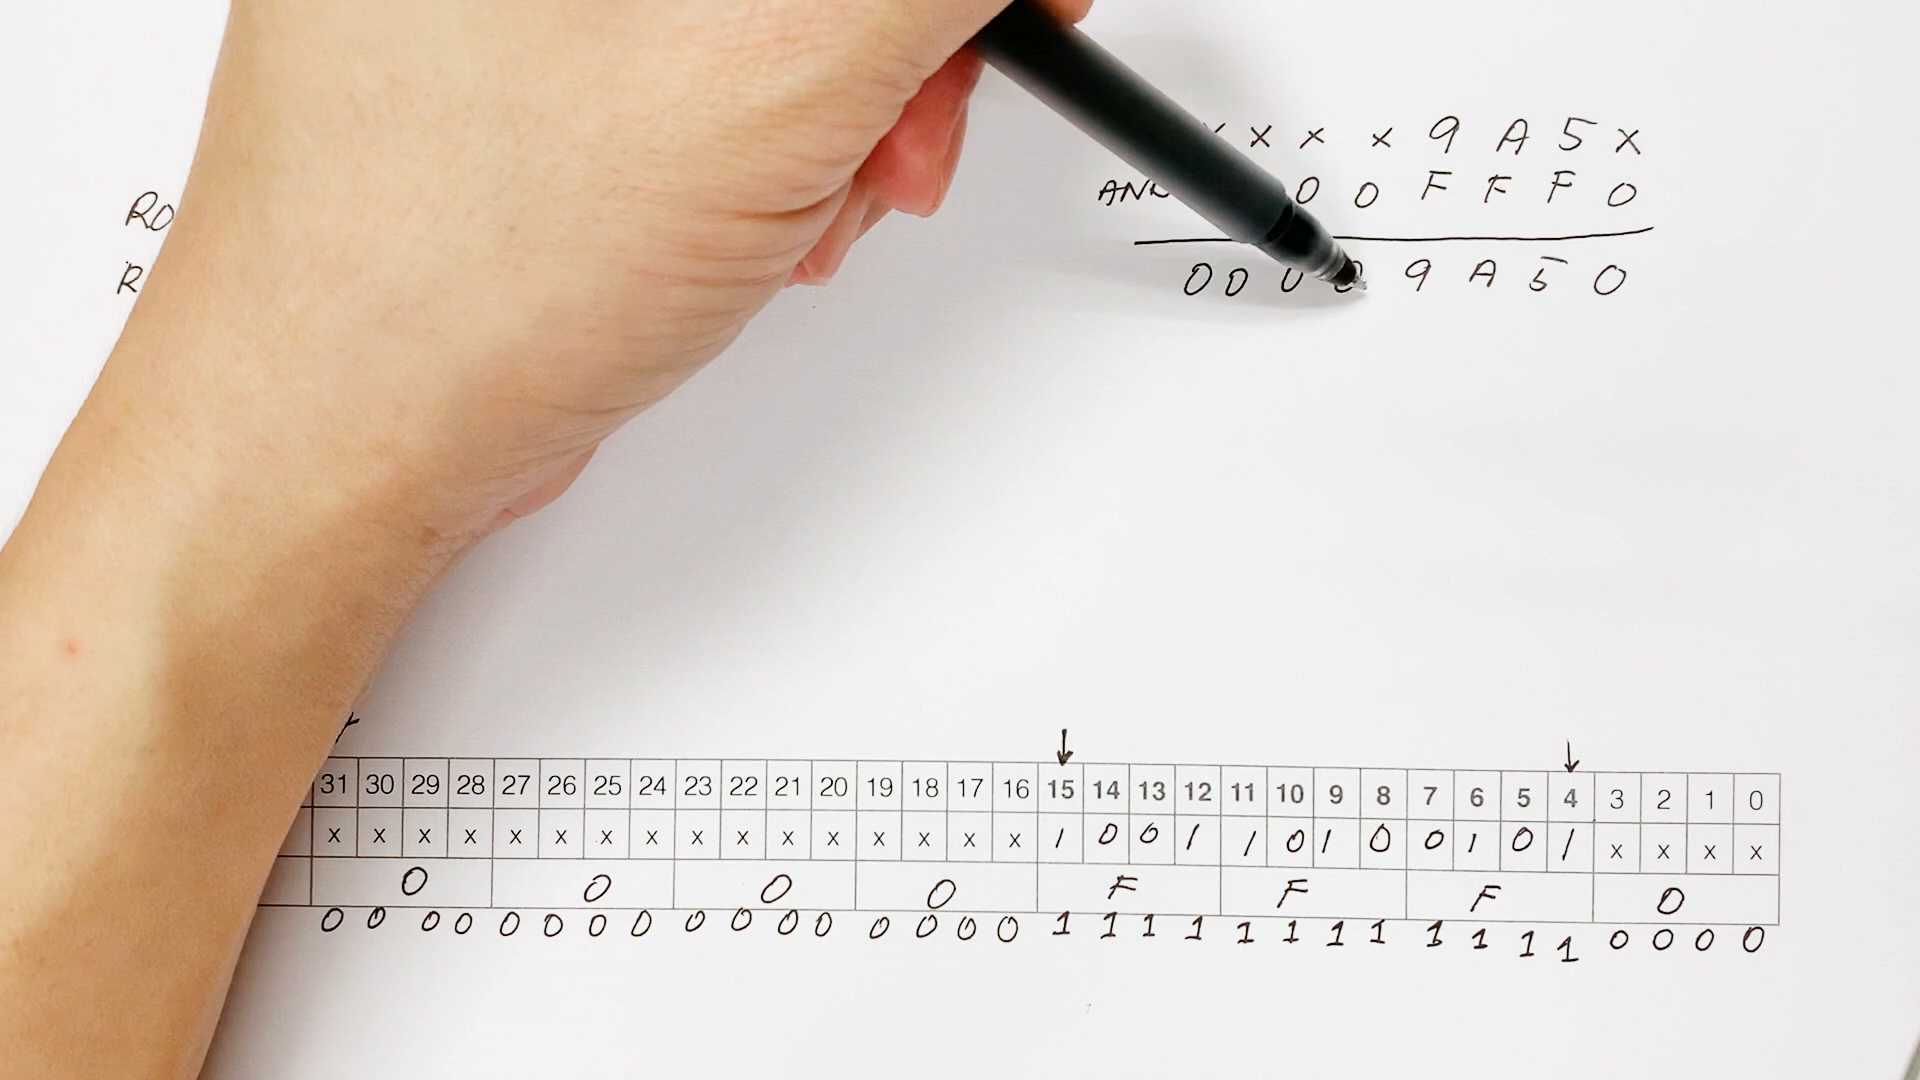 x x x 9 A 5 x
0 0 F F F 0
0 0 0 0 9 A 5 0
R0
R
31 30 29 28 27 26 25 24 23 22 21 20 19 18 17 16 15 14 13 12 11 10 9 8 7 6 5 4 3 2 1 0
x x x x x x x x x x x x x x x x 1 0 0 1 1 0 1 0 0 1 0 1 x x x x
0 0 0 0 F F F 0
0 0 0 0 0 0 0 0 0 0 0 0 0 0 0 0 1 1 1 1 1 1 1 1 1 1 1 1 0 0 0 0